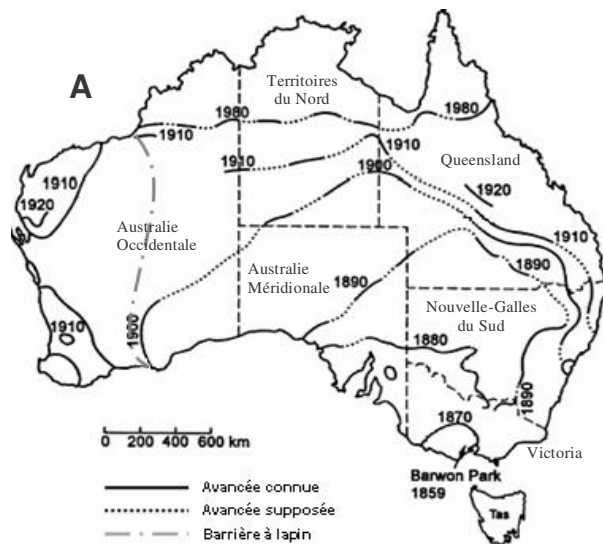 A
Territoires
du Nord
1980
1980
1910
1910
1910
1900
Queensland
1910
1920
1920
Australie
Occidentale
1910
Australie
Méridionale
1890
1890
Nouvelle-Galles
du Sud
1910
1900
1880
1890
1870
Victoria
Barwon Park
1859
Tas
0 200 400 600 km
Avancée connue
Avancée supposée
Barrière à lapin